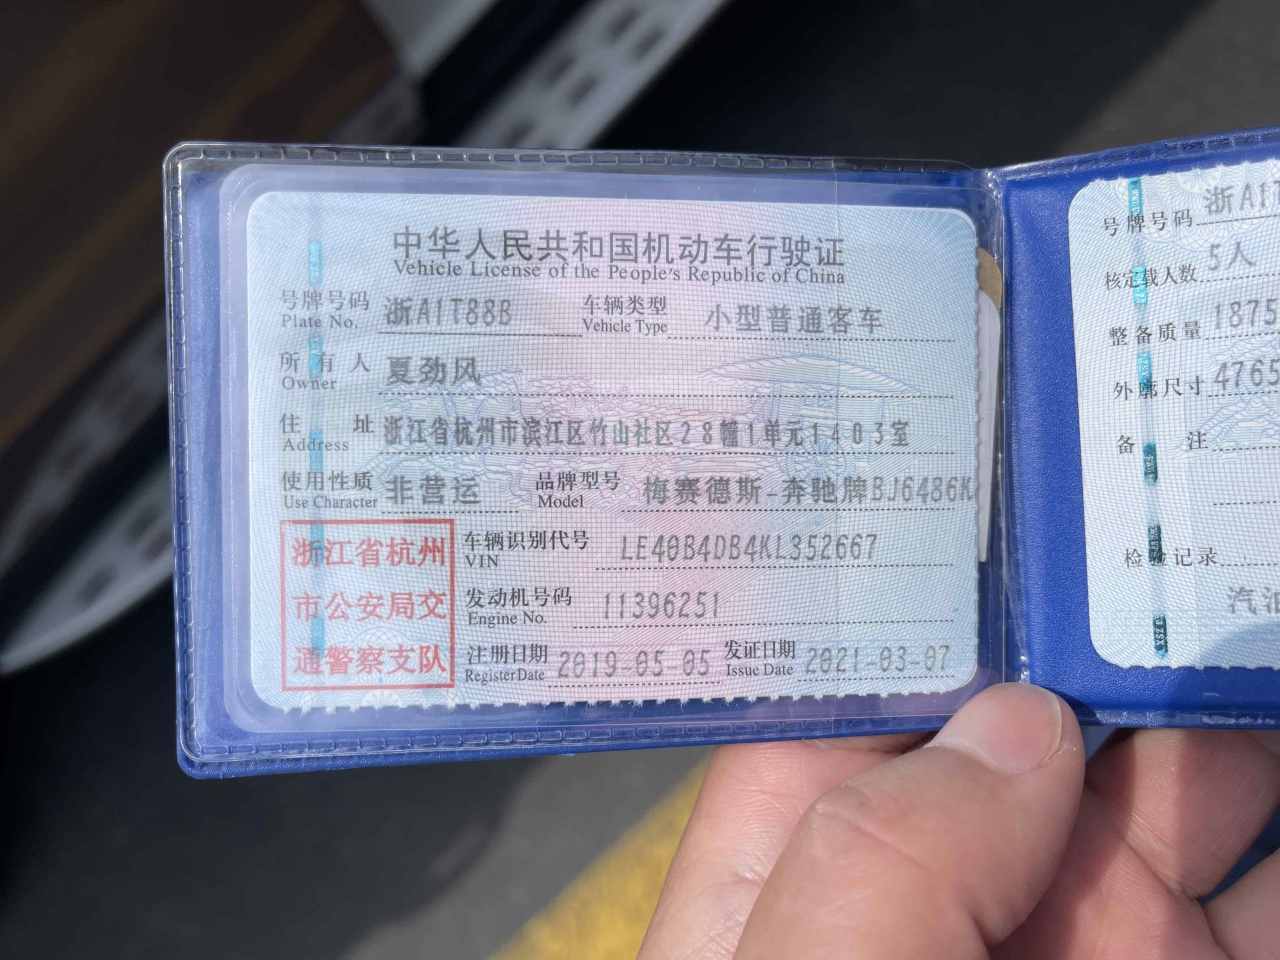 中华人民共和国机动车行驶证
Vehicle License of the People's Republic of China
号牌号码 浙A1T88B 车辆类型 小型普通客车
Plate No. Vehicle Type
所有人 夏劲风
Owner
住址 浙江省杭州市滨江区竹山社区28幢1单元1403室
Address
使用性质 非营运 品牌型号 梅赛德斯-奔驰牌BJ6486K
Use Character Model
浙江省杭州
市公安局交
通警察支队
车辆识别代号 LE40B4DB4KL352667
VIN
发动机号码 11396251
Engine No.
注册日期 2019-05-05 发证日期 2021-03-07
Register Date Issue Date
号牌号码 浙A1T
核定载人数 5人
整备质量 1875
外廓尺寸 4765
备注
检验记录
汽油